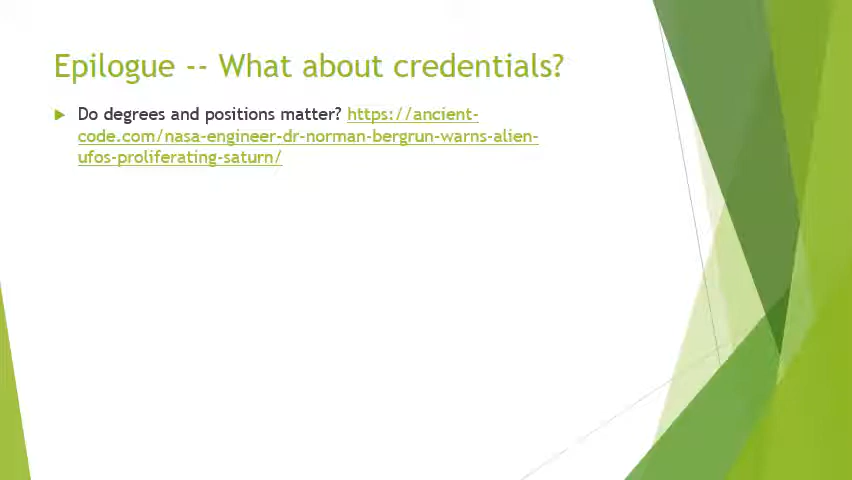 Epilogue -- What about credentials?
Do degrees and positions matter? https://ancient-
code.com/nasa-engineer-dr-norman-bergrun-warns-alien-
ufos-proliferating-saturn/